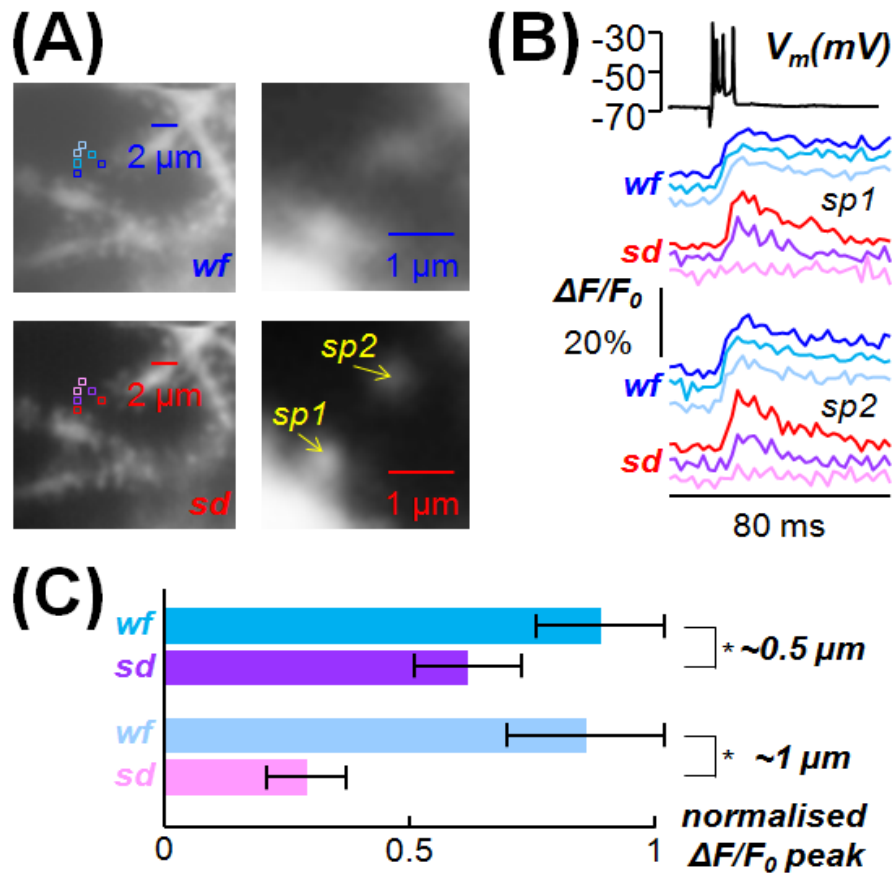 (A)
2 µm
wf
1 µm
2 µm
sd
sp2
sp1
1 µm
(B)
-30
-50
-70
Vm(mV)
wf
sp1
sd
ΔF/F0
20%
wf
sp2
sd
80 ms
(C)
wf
sd
* ~0.5 µm
wf
sd
* ~1 µm
0
0.5
1
normalised
ΔF/F0 peak